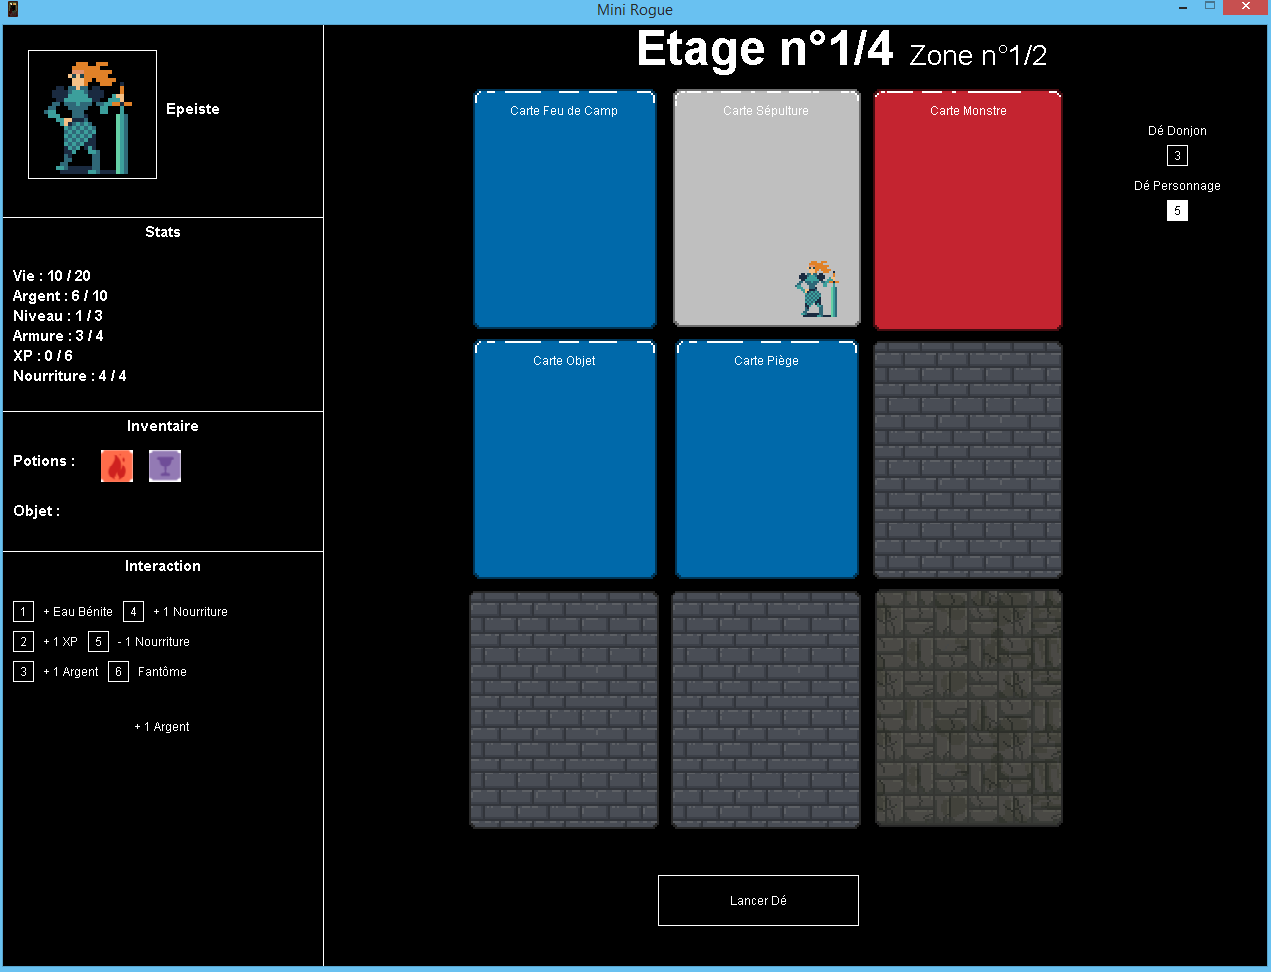 Mini Rogue
Epeiste
Stats
Vie : 10 / 20
Argent : 6 / 10
Niveau : 1 / 3
Armure : 3 / 4
XP : 0 / 6
Nourriture : 4 / 4
Inventaire
Potions :
Objet :
Interaction
1 + Eau Bénite 4 + 1 Nourriture
2 + 1 XP 5 - 1 Nourriture
3 + 1 Argent 6 Fantôme
+ 1 Argent
Etage n°1/4 Zone n°1/2
Carte Feu de Camp
Carte Sépulture
Carte Monstre
Carte Objet
Carte Piège
Dé Donjon
3
Dé Personnage
5
Lancer Dé